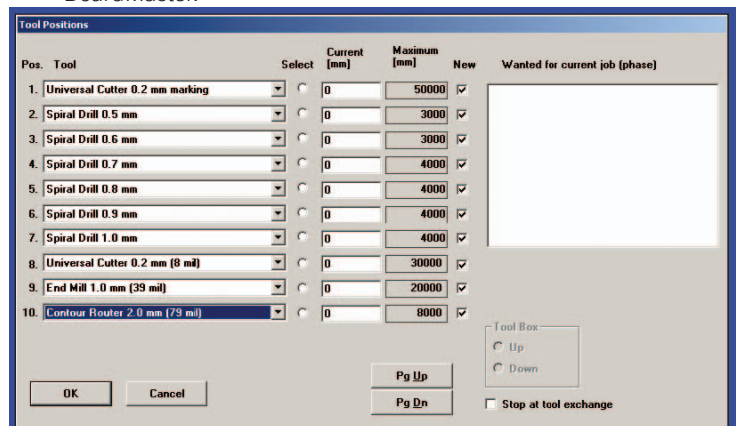 BoardMaster.
Tool Positions
Pos. Tool Select Current [mm] Maximum [mm] New Wanted for current job (phase)
1. Universal Cutter 0.2 mm marking 0 50000
2. Spiral Drill 0.5 mm 0 3000
3. Spiral Drill 0.6 mm 0 3000
4. Spiral Drill 0.7 mm 0 4000
5. Spiral Drill 0.8 mm 0 4000
6. Spiral Drill 0.9 mm 0 4000
7. Spiral Drill 1.0 mm 0 4000
8. Universal Cutter 0.2 mm (8 mil) 0 30000
9. End Mill 1.0 mm (39 mil) 0 20000
10. Contour Router 2.0 mm (79 mil) 0 8000
Tool Box
Up
Down
OK Cancel Pg Up
Pg Dn Stop at tool exchange